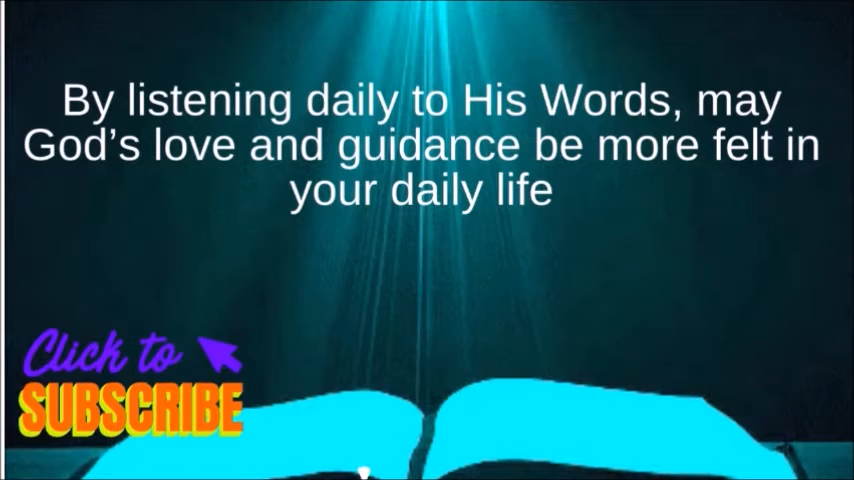 By listening daily to His Words, may
God’s love and guidance be more felt in
your daily life
Click to
SUBSCRIBE